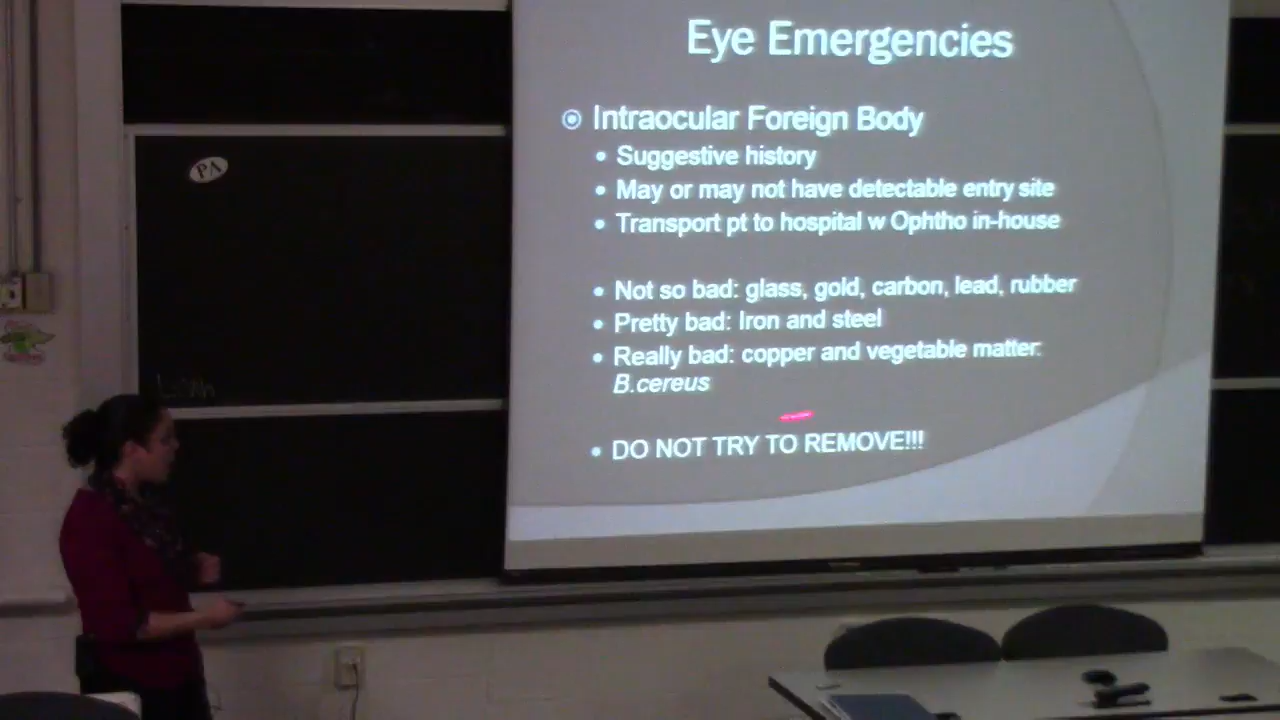 Eye Emergencies
Intraocular Foreign Body
• Suggestive history
• May or may not have detectable entry site
• Transport pt to hospital w Ophtho in-house
• Not so bad: glass, gold, carbon, lead, rubber
• Pretty bad: Iron and steel
• Really bad: copper and vegetable matter:
B.cereus
• DO NOT TRY TO REMOVE!!!
PA